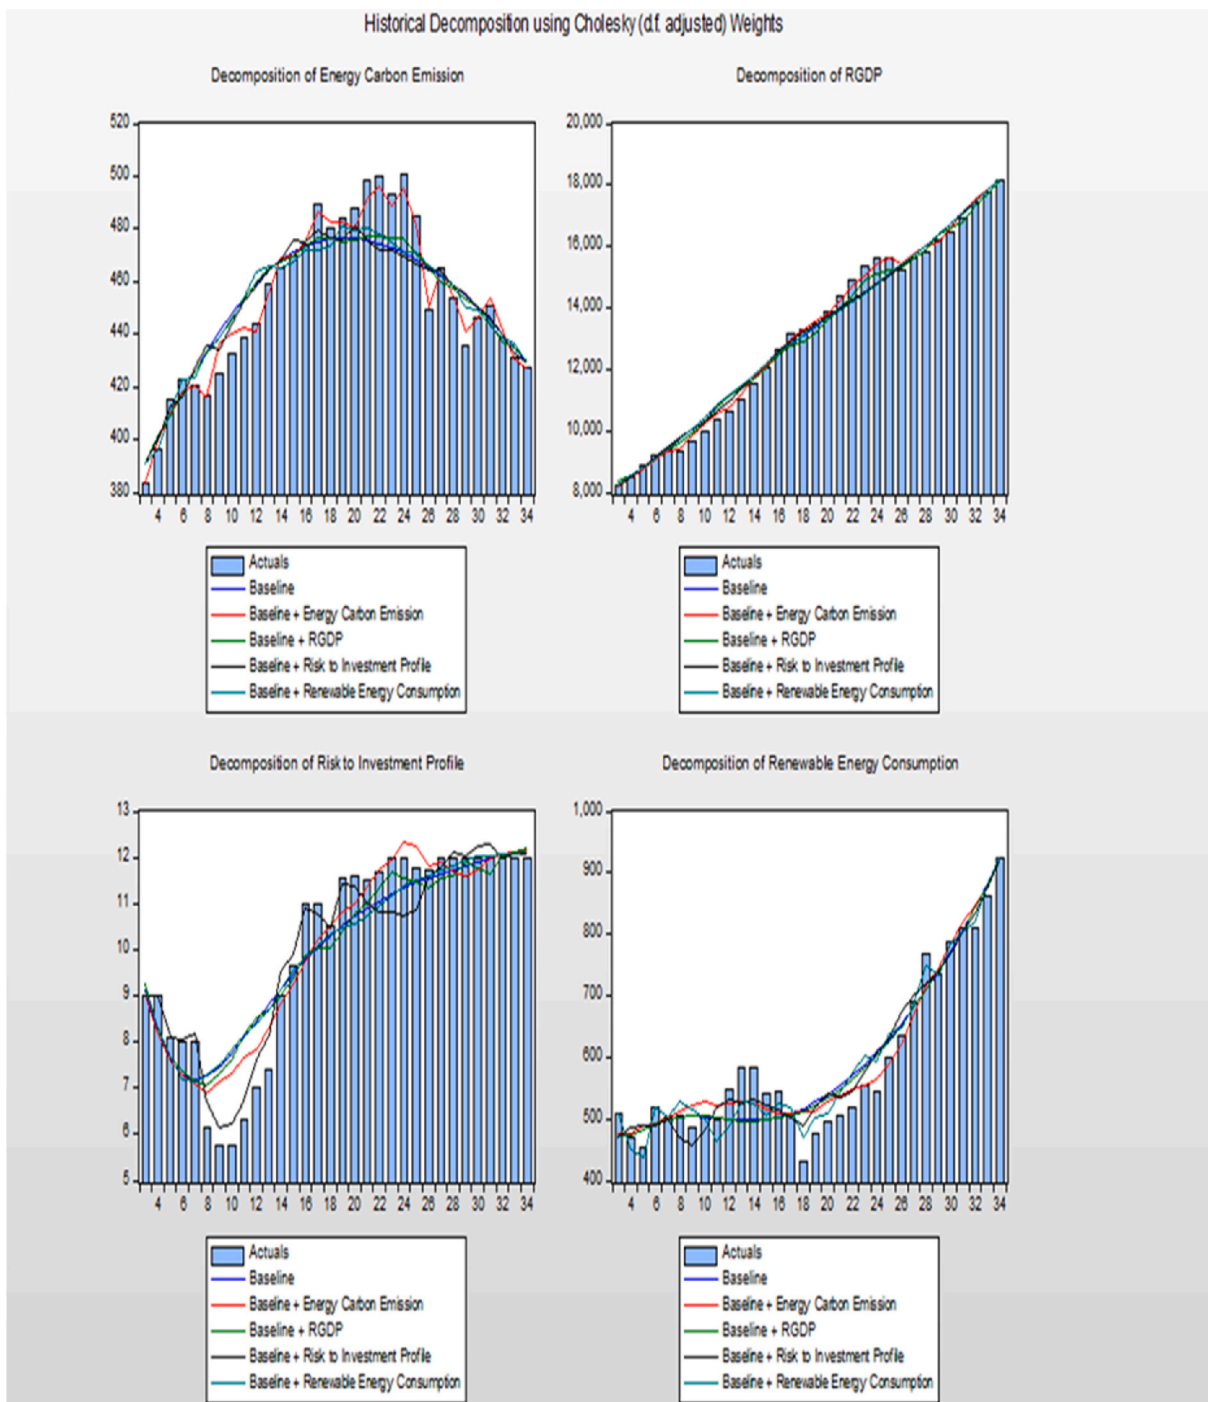 Historical Decomposition using Cholesky (d.f. adjusted) Weights
Decomposition of Energy Carbon Emission
520
500
480
460
440
420
400
380
4 6 8 10 12 14 16 18 20 22 24 26 28 30 32 34
Actuals
Baseline
Baseline + Energy Carbon Emission
Baseline + RGDP
Baseline + Risk to Investment Profile
Baseline + Renewable Energy Consumption
Decomposition of RGDP
20,000
18,000
16,000
14,000
12,000
10,000
8,000
4 6 8 10 12 14 16 18 20 22 24 26 28 30 32 34
Actuals
Baseline
Baseline + Energy Carbon Emission
Baseline + RGDP
Baseline + Risk to Investment Profile
Baseline + Renewable Energy Consumption
Decomposition of Risk to Investment Profile
13
12
11
10
9
8
7
6
5
4 6 8 10 12 14 16 18 20 22 24 26 28 30 32 34
Actuals
Baseline
Baseline + Energy Carbon Emission
Baseline + RGDP
Baseline + Risk to Investment Profile
Baseline + Renewable Energy Consumption
Decomposition of Renewable Energy Consumption
1,000
900
800
700
600
500
400
4 6 8 10 12 14 16 18 20 22 24 26 28 30 32 34
Actuals
Baseline
Baseline + Energy Carbon Emission
Baseline + RGDP
Baseline + Risk to Investment Profile
Baseline + Renewable Energy Consumption